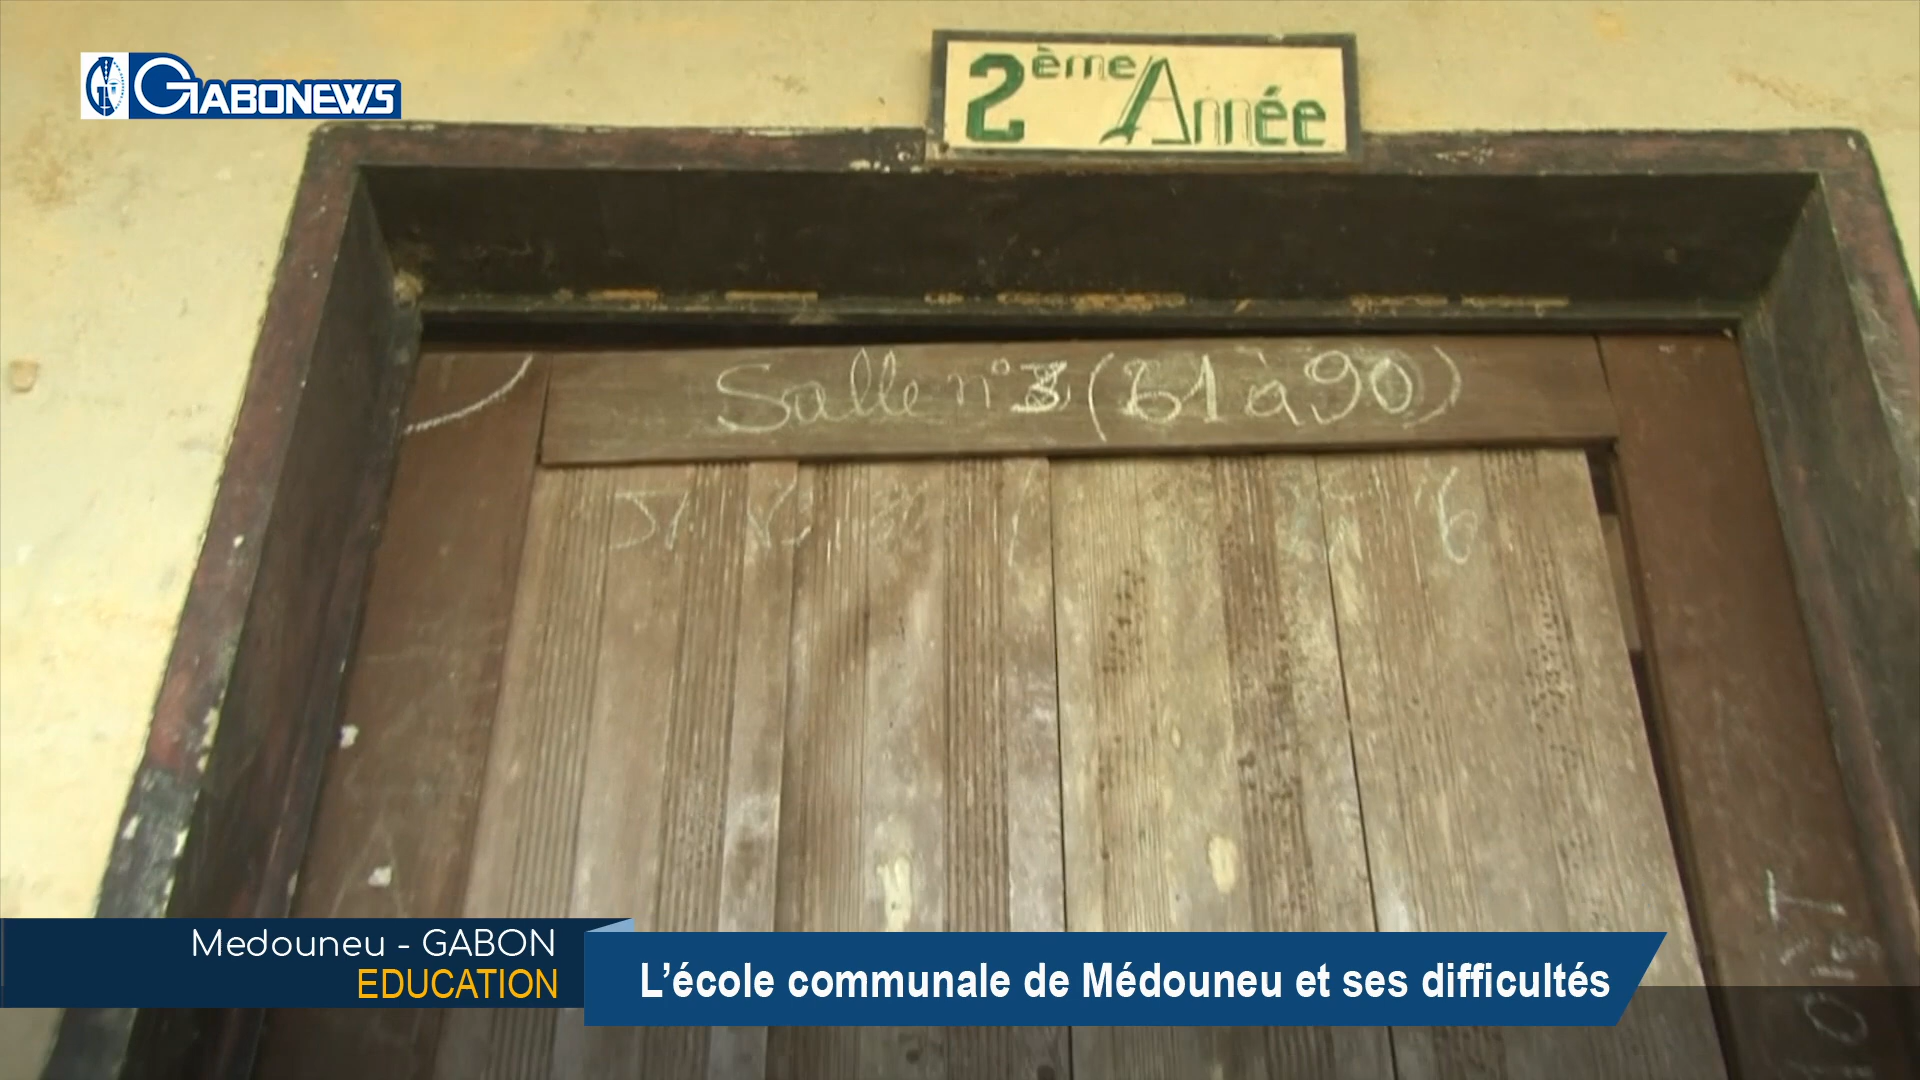 GABONEWS
2ème Année
Salle n°3 (61 à 90)
Medouneu - GABON
EDUCATION
L’école communale de Médouneu et ses difficultés